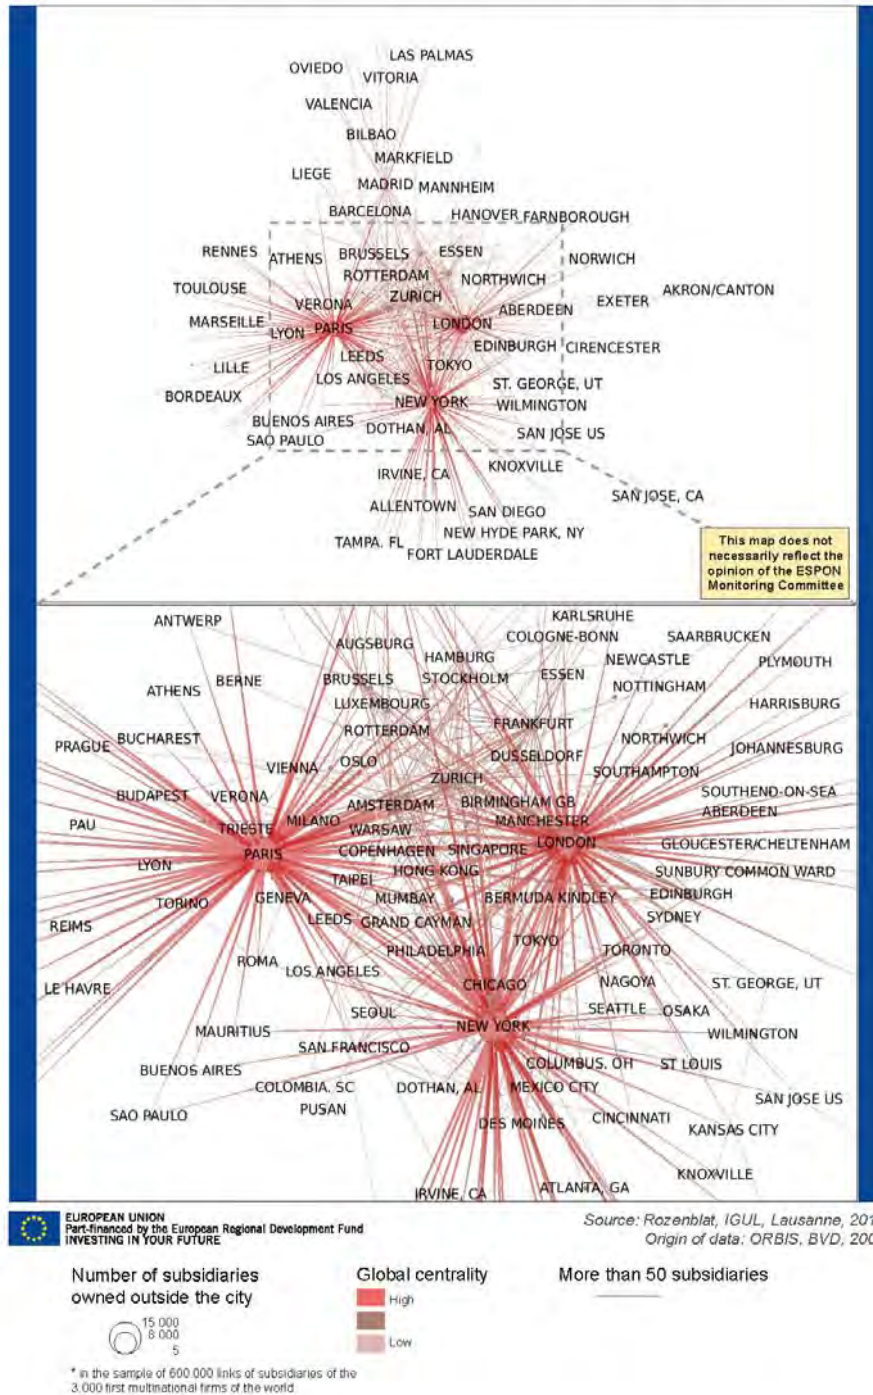 LAS PALMAS
OVIEDO
VITORIA
VALENCIA
BILBAO
MARKFIELD
LIEGE
MADRID MANNHEIM
BARCELONA
HANOVER FARNBOROUGH
RENNES
ATHENS
BRUSSELS
ESSEN
NORWICH
ROTTERDAM
NORTHWICH
TOULOUSE
ZURICH
AKRON/CANTON
VERONA
ABERDEEN
EXETER
MARSEILLE
LYON
PARIS
LONDON
LEEDS
EDINBURGH
CIRENCESTER
LILLE
TOKYO
LOS ANGELES
ST. GEORGE, UT
BORDEAUX
NEW YORK
WILMINGTON
BUENOS AIRES
DOTHAN, AL
SAN JOSE US
SAO PAULO
KNOXVILLE
IRVINE, CA
SAN JOSE, CA
ALLENTOWN
SAN DIEGO
NEW HYDE PARK, NY
TAMPA. FL
FORT LAUDERDALE
This map does not
necessarily reflect the
opinion of the ESPON
Monitoring Committee
ANTWERP
KARLSRUHE
AUGSBURG
COLOGNE-BONN
SAARBRUCKEN
HAMBURG
NEWCASTLE
PLYMOUTH
BERNE
BRUSSELS
STOCKHOLM
ESSEN
ATHENS
NOTTINGHAM
LUXEMBOURG
HARRISBURG
FRANKFURT
ROTTERDAM
PRAGUE
BUCHAREST
NORTHWICH
JOHANNESBURG
OSLO
DUSSELDORF
VIENNA
SOUTHAMPTON
ZURICH
BUDAPEST
VERONA
SOUTHEND-ON-SEA
AMSTERDAM
BIRMINGHAM GB
ABERDEEN
PAU
TRIESTE
MILANO
MANCHESTER
WARSAW
LONDON
GLOUCESTER/CHELTENHAM
PARIS
COPENHAGEN
SINGAPORE
LYON
HONG KONG
SUNBURY COMMON WARD
TAIPEI
TORINO
GENEVA
MUMBAY
BERMUDA KINDLEY
EDINBURGH
REIMS
LEEDS
GRAND CAYMAN
SYDNEY
TOKYO
PHILADELPHIA
TORONTO
ROMA
LOS ANGELES
LE HAVRE
CHICAGO
NAGOYA
ST. GEORGE, UT
SEOUL
SEATTLE
OSAKA
MAURITIUS
NEW YORK
WILMINGTON
SAN FRANCISCO
BUENOS AIRES
COLUMBUS. OH
ST LOUIS
COLOMBIA. SC
DOTHAN, AL
MEXICO CITY
SAN JOSE US
SAO PAULO
PUSAN
DES MOINES
CINCINNATI
KANSAS CITY
KNOXVILLE
IRVINE, CA
ATLANTA, GA
EUROPEAN UNION
Part-financed by the European Regional Development Fund
INVESTING IN YOUR FUTURE
Source: Rozenblat, IGUL, Lausanne, 201
Origin of data: ORBIS, BVD, 200
Number of subsidiaries
owned outside the city
15 000
8 000
5
Global centrality
High
Low
More than 50 subsidiaries
* in the sample of 600.000 links of subsidiaries of the
3.000 first multinational firms of the world